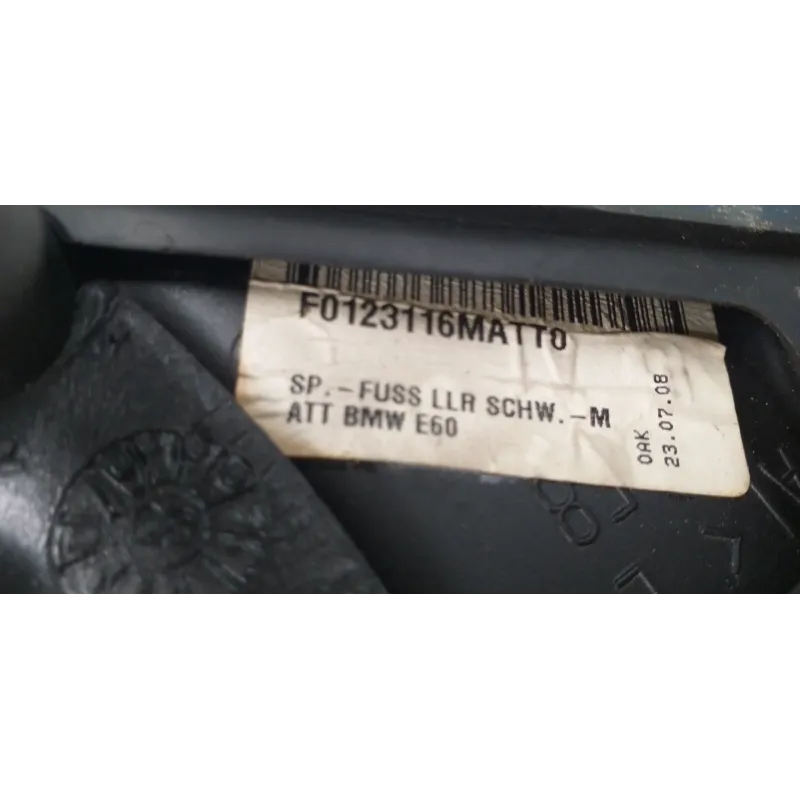 F0123116MATT0
SP.-FUSS LLR SCHW.-M
ATT BMW E60
OAK
23.07.08